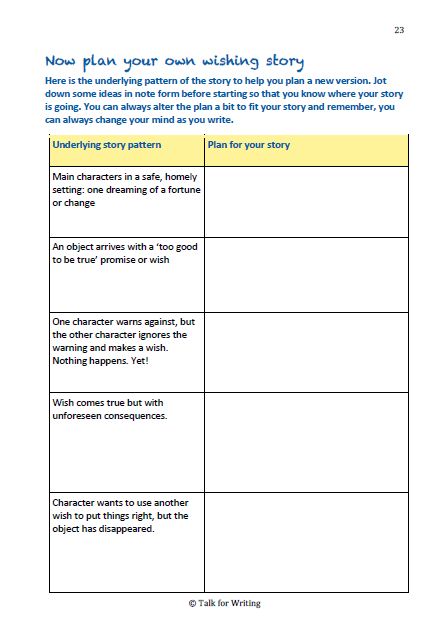 23
Now plan your own wishing story
Here is the underlying pattern of the story to help you plan a new version. Jot
down some ideas in note form before starting so that you know where your story
is going. You can always alter the plan a bit to fit your story and remember, you
can always change your mind as you write.
Underlying story pattern
Plan for your story
Main characters in a safe, homely
setting: one dreaming of a fortune
or change
An object arrives with a ‘too good
to be true’ promise or wish
One character warns against, but
the other character ignores the
warning and makes a wish.
Nothing happens. Yet!
Wish comes true but with
unforeseen consequences.
Character wants to use another
wish to put things right, but the
object has disappeared.
© Talk for Writing